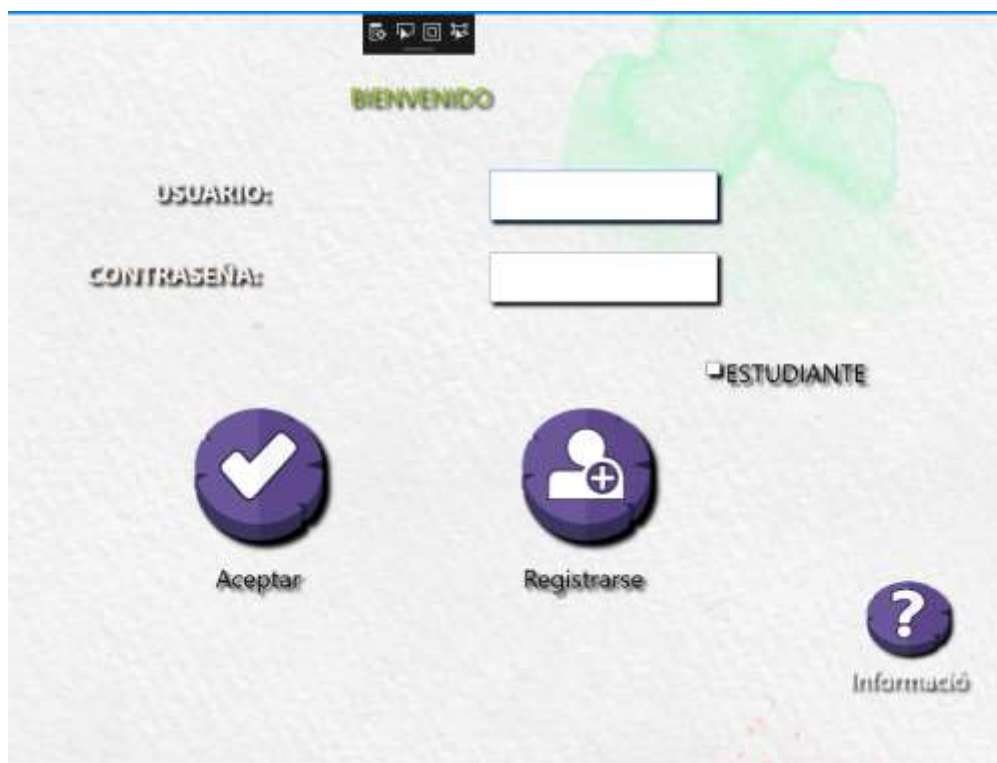 BIENVENIDO
USUARIO:
CONTRASEÑA:
ESTUDIANTE
Aceptar
Registrarse
Informació